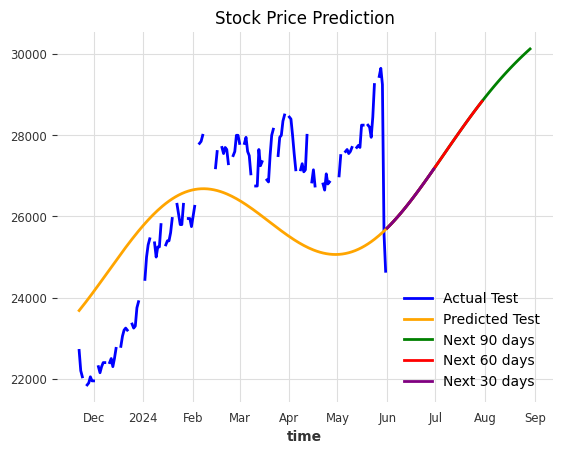 Stock Price Prediction
30000
28000
26000
24000
22000
Actual Test
Predicted Test
Next 90 days
Next 60 days
Next 30 days
Dec 2024 Feb Mar Apr May Jun Jul Aug Sep
time